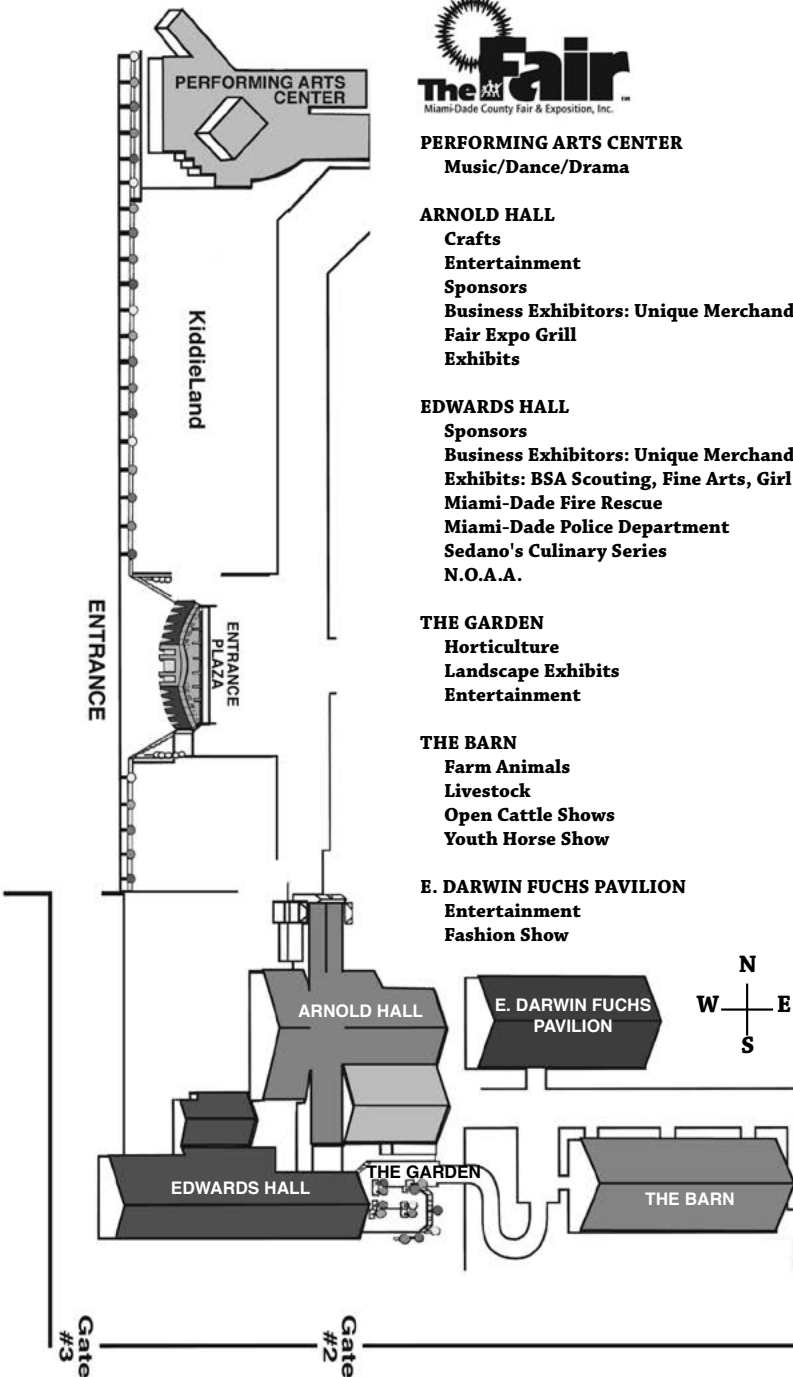 The Fair™
Miami-Dade County Fair & Exposition, Inc.
PERFORMING ARTS CENTER
Music/Dance/Drama
ARNOLD HALL
Crafts
Entertainment
Sponsors
Business Exhibitors: Unique Merchand
Fair Expo Grill
Exhibits
EDWARDS HALL
Sponsors
Business Exhibitors: Unique Merchand
Exhibits: BSA Scouting, Fine Arts, Girl
Miami-Dade Fire Rescue
Miami-Dade Police Department
Sedano's Culinary Series
N.O.A.A.
THE GARDEN
Horticulture
Landscape Exhibits
Entertainment
THE BARN
Farm Animals
Livestock
Open Cattle Shows
Youth Horse Show
E. DARWIN FUCHS PAVILION
Entertainment
Fashion Show
PERFORMING ARTS
CENTER
KiddieLand
ENTRANCE
ENTRANCE
PLAZA
ARNOLD HALL
E. DARWIN FUCHS
PAVILION
N
W E
S
EDWARDS HALL
THE GARDEN
THE BARN
Gate
#3
Gate
#2